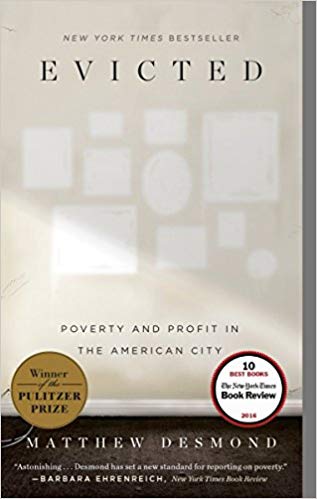 NEW YORK TIMES BESTSELLER
EVICTED
POVERTY AND PROFIT IN
THE AMERICAN CITY
Winner
of the
PULITZER
PRIZE
10
BEST BOOKS
The New York Times
Book Review
2016
MATTHEW DESMOND
"Astonishing . . . Desmond has set a new standard for reporting on poverty."
—BARBARA EHRENREICH, New York Times Book Review